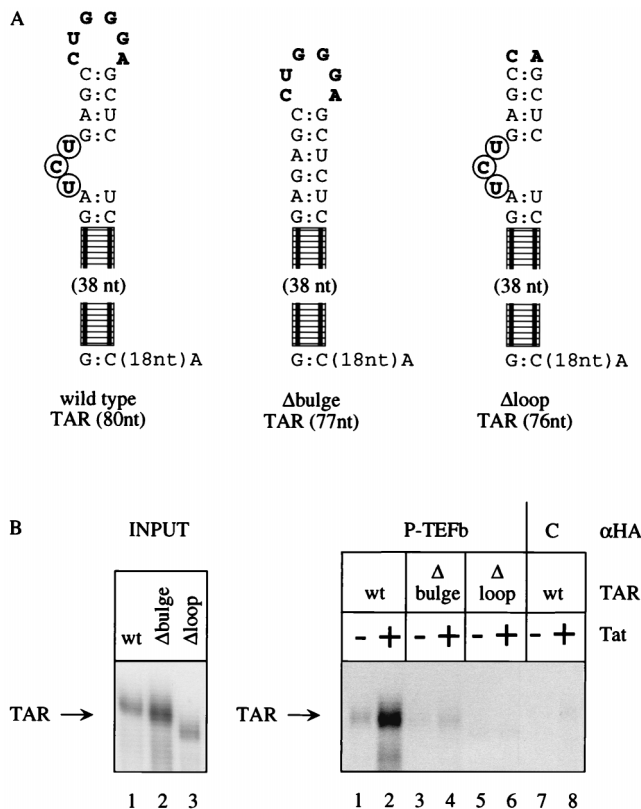 A
G G
U G
C A
C:G
G:C
A:U
G:C
U
C
U
A:U
G:C
(38 nt)
G:C(18nt)A
wild type
TAR (80nt)
G G
U G
C A
C:G
G:C
A:U
G:C
A:U
G:C
(38 nt)
G:C(18nt)A
Δbulge
TAR (77nt)
C A
C:G
G:C
A:U
G:C
U
C
U
A:U
G:C
(38 nt)
G:C(18nt)A
Δloop
TAR (76nt)
B
INPUT
wt Δbulge Δloop
TAR →
1 2 3
P-TEFb C αHA
wt Δ bulge Δ loop wt TAR
- + - + - + - + Tat
TAR →
1 2 3 4 5 6 7 8